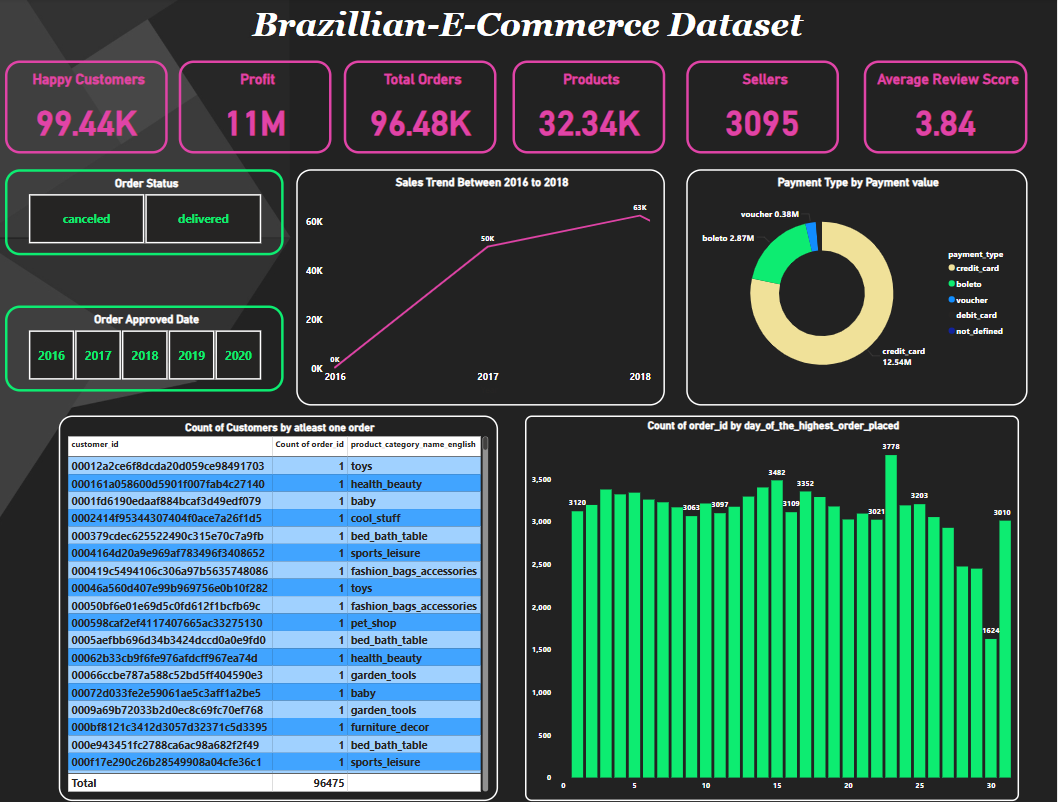 Brazillian-E-Commerce Dataset
Happy Customers
99.44K
Profit
11M
Total Orders
96.48K
Products
32.34K
Sellers
3095
Average Review Score
3.84
Order Status
canceled
delivered
Order Approved Date
2016
2017
2018
2019
2020
Sales Trend Between 2016 to 2018
60K
40K
20K
0K
0K
50K
63K
2016
2017
2018
Payment Type by Payment value
voucher 0.38M
boleto 2.87M
credit_card
12.54M
payment_type
credit_card
boleto
voucher
debit_card
not_defined
Count of Customers by atleast one order
customer_id Count of order_id product_category_name_english
00012a2ce6f8dcda20d059ce98491703 1 toys
000161a058600d5901f007fab4c27140 1 health_beauty
0001fd6190edaaf884bcaf3d49edf079 1 baby
0002414f95344307404f0ace7a26f1d5 1 cool_stuff
000379cdec625522490c315e70c7a9fb 1 bed_bath_table
0004164d20a9e969af783496f3408652 1 sports_leisure
000419c5494106c306a97b5635748086 1 fashion_bags_accessories
00046a560d407e99b969756e0b10f282 1 toys
00050bf6e01e69d5c0fd612f1bcfb69c 1 fashion_bags_accessories
000598caf2ef4117407665ac33275130 1 pet_shop
0005aefbb696d34b3424dccd0a0e9fd0 1 bed_bath_table
00062b33cb9f6fe976afdcff967ea74d 1 health_beauty
00066ccbe787a588c52bd5ff404590e3 1 garden_tools
00072d033fe2e59061ae5c3aff1a2be5 1 baby
0009a69b72033b2d0ec8c69fc70ef768 1 garden_tools
000bf8121c3412d3057d32371c5d3395 1 furniture_decor
000e943451fc2788ca6ac98a682f2f49 1 bed_bath_table
000f17e290c26b28549908a04cfe36c1 1 sports_leisure
Total 96475
Count of order_id by day_of_the_highest_order_placed
3,500
3,000
2,500
2,000
1,500
1,000
500
0
3120
3063
3097
3482
3109
3352
3021
3778
3203
1624
3010
0
5
10
15
20
25
30